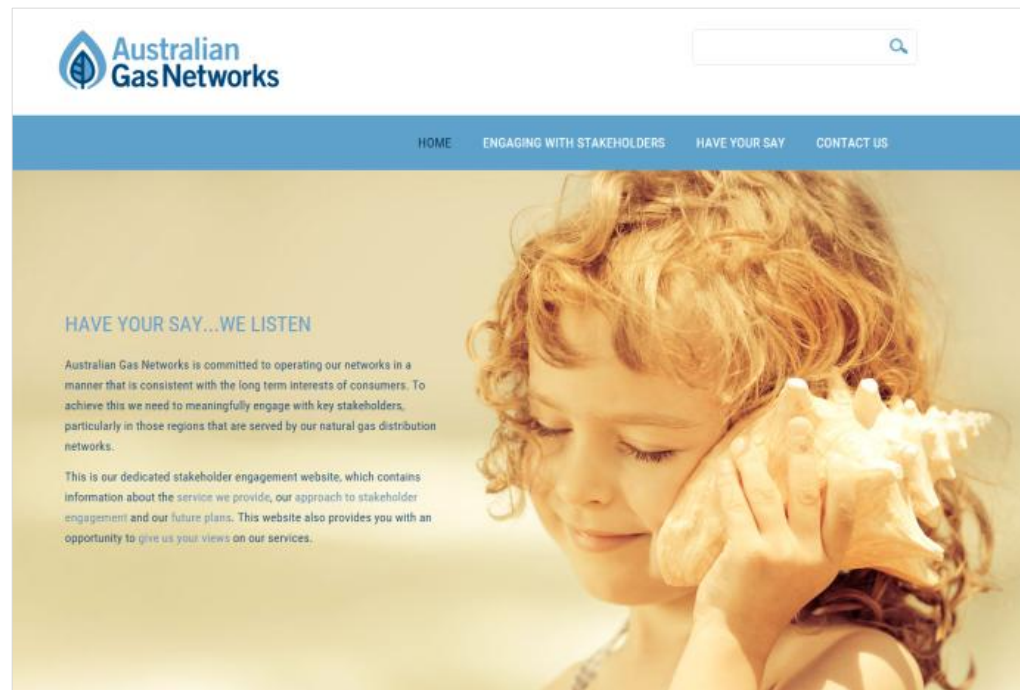 Australian
Gas Networks
HOME ENGAGING WITH STAKEHOLDERS HAVE YOUR SAY CONTACT US
HAVE YOUR SAY...WE LISTEN
Australian Gas Networks is committed to operating our networks in a
manner that is consistent with the long term interests of consumers. To
achieve this we need to meaningfully engage with key stakeholders,
particularly in those regions that are served by our natural gas distribution
networks.
This is our dedicated stakeholder engagement website, which contains
information about the service we provide, our approach to stakeholder
engagement and our future plans. This website also provides you with an
opportunity to give us your views on our services.